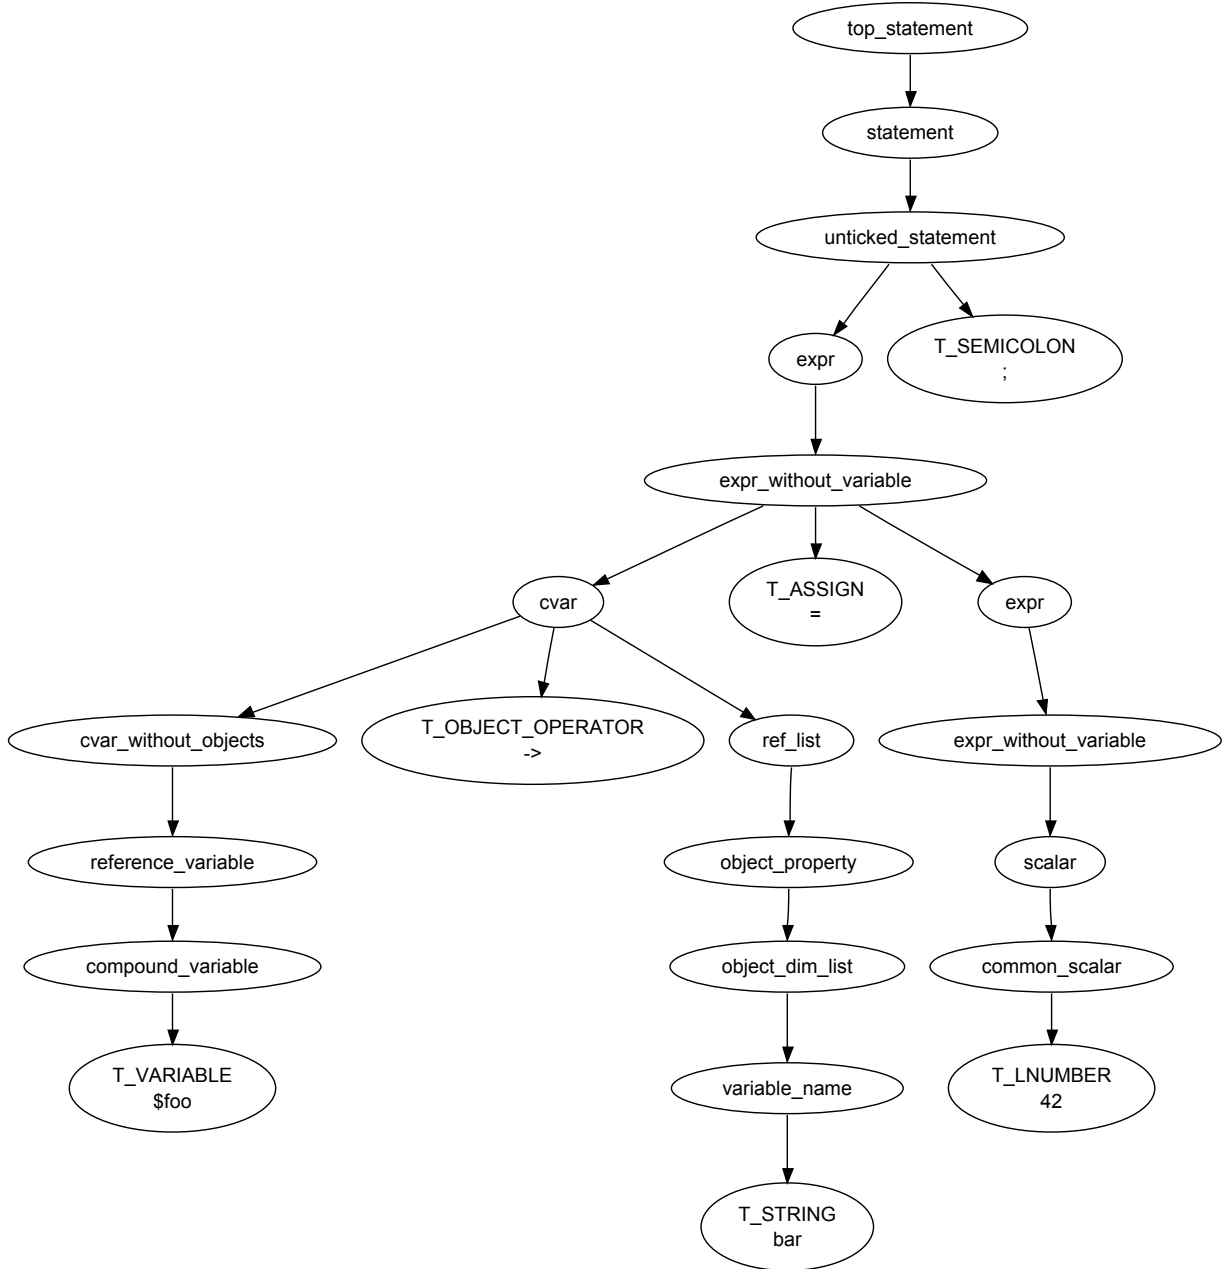 top_statement
statement
unticked_statement
expr
T_SEMICOLON
;
expr_without_variable
cvar
T_ASSIGN
=
expr
cvar_without_objects
T_OBJECT_OPERATOR
->
ref_list
expr_without_variable
reference_variable
object_property
scalar
compound_variable
object_dim_list
common_scalar
T_VARIABLE
$foo
variable_name
T_LNUMBER
42
T_STRING
bar